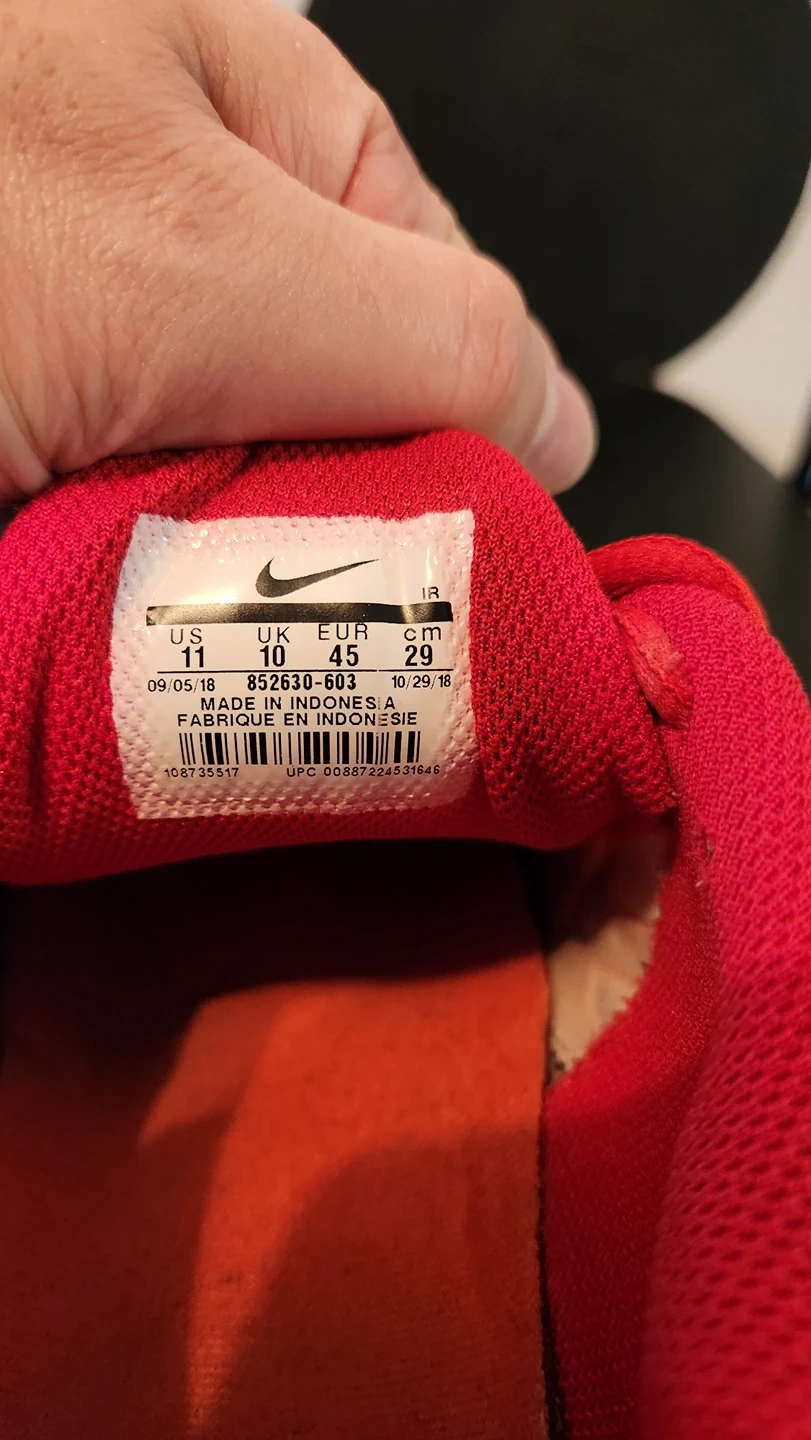 IR
US UK EUR cm
11 10 45 29
09/05/18 852630-603 10/29/18
MADE IN INDONESIA
FABRIQUE EN INDONESIE
108735517 UPC 00887224531646